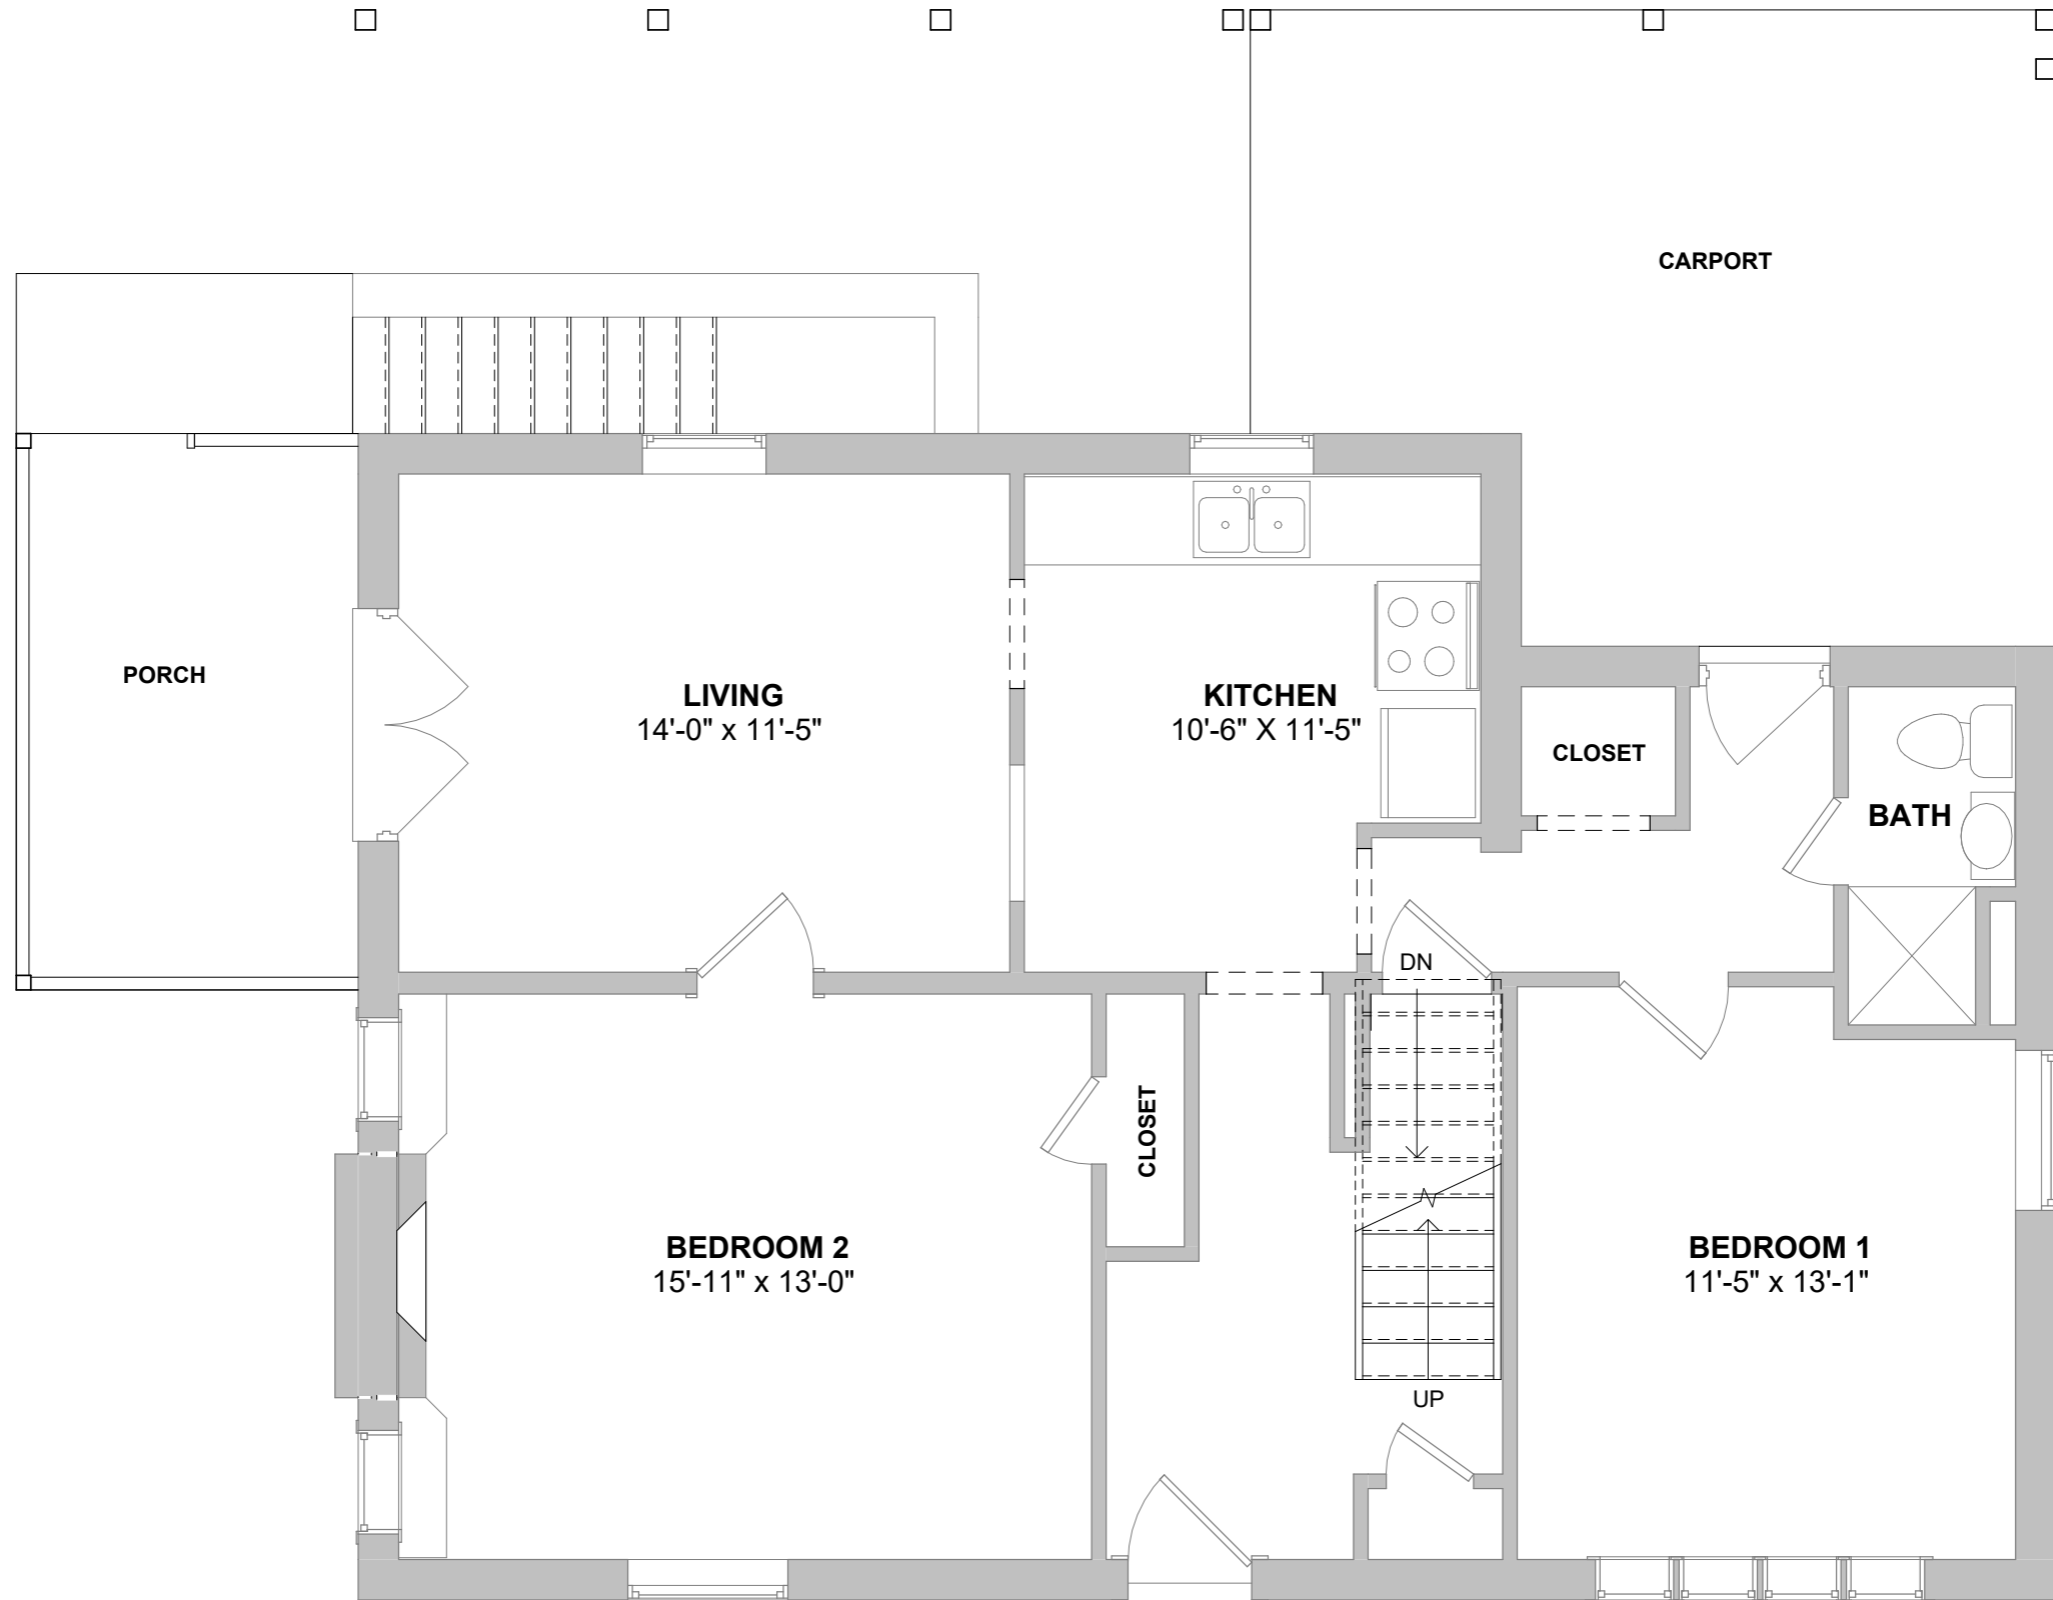 CARPORT
PORCH
LIVING
14'-0" x 11'-5"
KITCHEN
10'-6" X 11'-5"
CLOSET
BATH
DN
CLOSET
BEDROOM 2
15'-11" x 13'-0"
BEDROOM 1
11'-5" x 13'-1"
UP